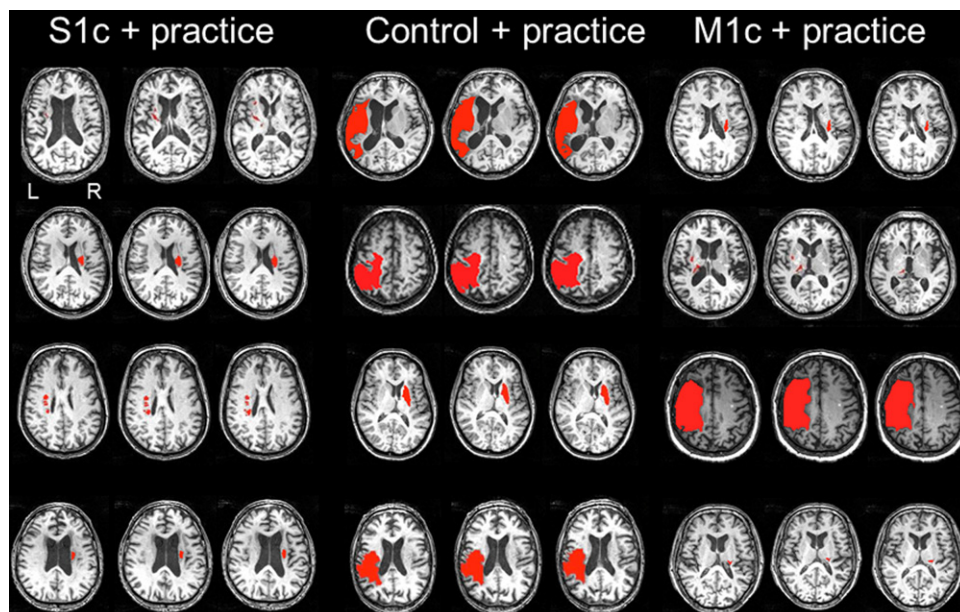 S1c + practice
Control + practice
M1c + practice
L R